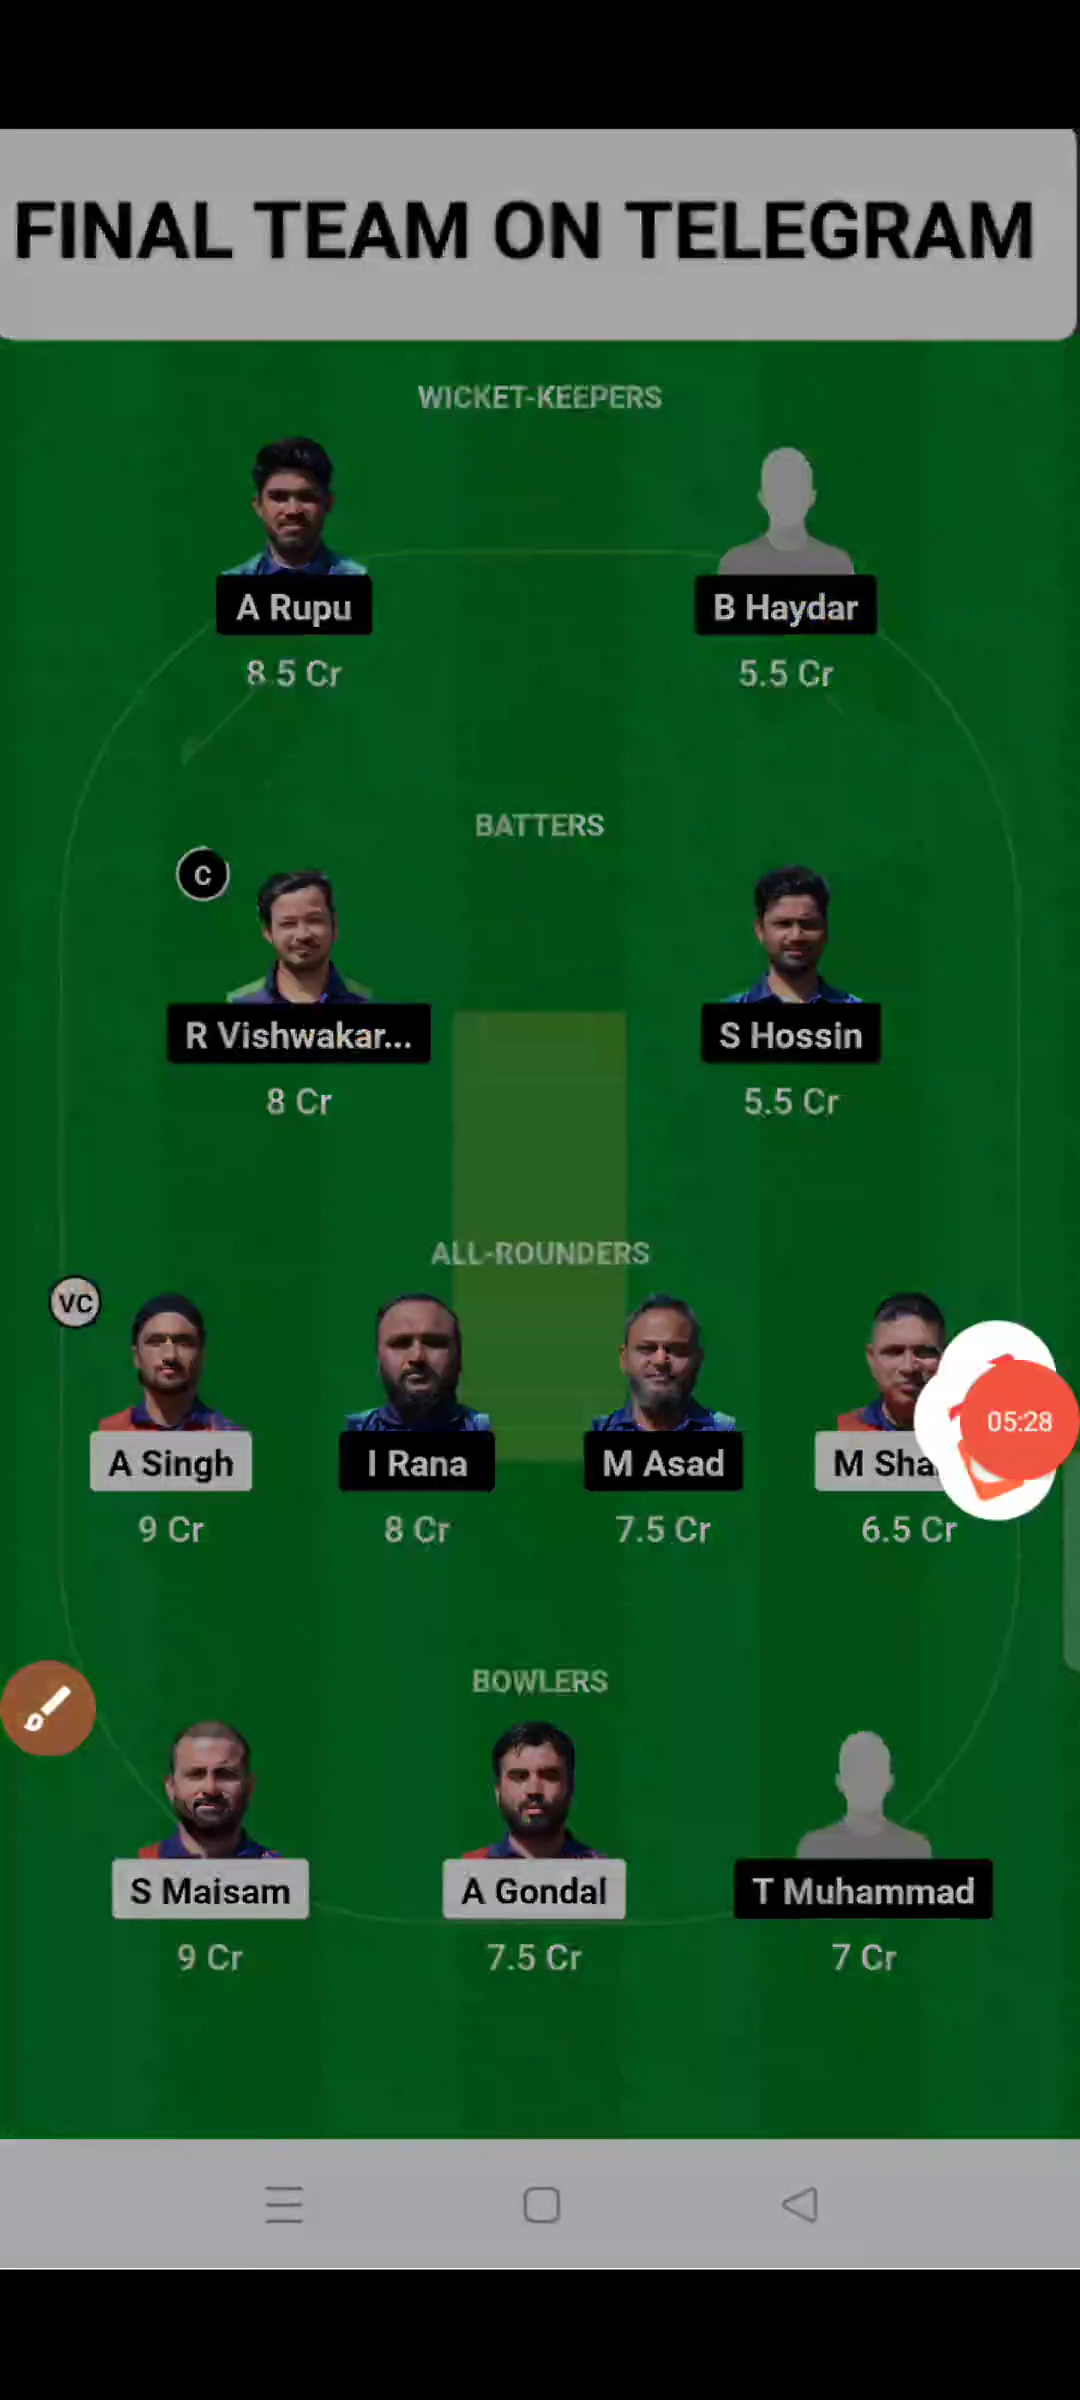 FINAL TEAM ON TELEGRAM
WICKET-KEEPERS
A Rupu
B Haydar
8.5 Cr
5.5 Cr
BATTERS
C
R Vishwakar...
S Hossin
8 Cr
5.5 Cr
ALL-ROUNDERS
VC
A Singh
I Rana
M Asad
M Sha
05:28
9 Cr
8 Cr
7.5 Cr
6.5 Cr
BOWLERS
S Maisam
A Gondal
T Muhammad
9 Cr
7.5 Cr
7 Cr